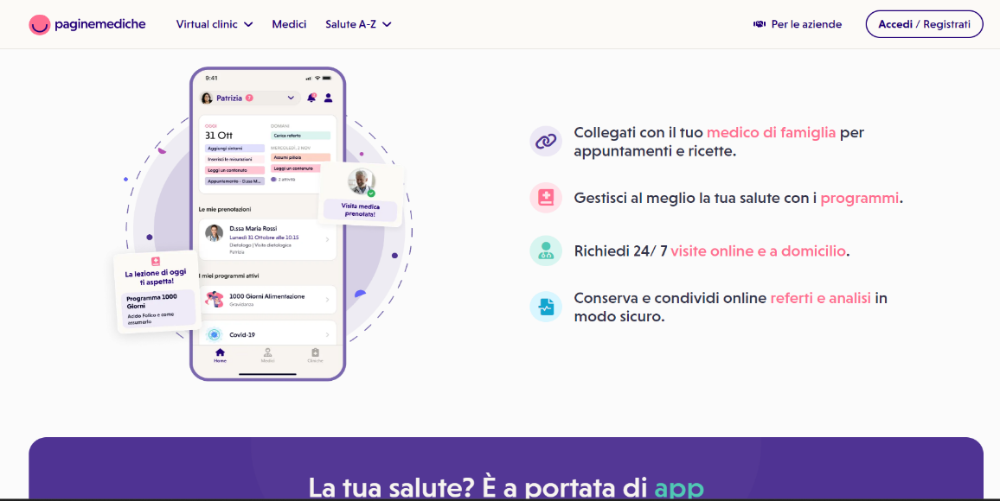 paginemediche
Virtual clinic
Medici
Salute A-Z
Per le aziende
Accedi / Registrati
9:41
Patrizia
OGGI
31 Ott
Aggiungi sintomi
Inserisci le misurazioni
Leggi un contenuto
Appuntamento - D.ssa M...
DOMANI
Carica referto
MERCOLEDÌ, 2 NOV
Assumi pillola
Leggi un contenuto
2 attività
Visita medica
prenotata!
Le mie prenotazioni
D.ssa Maria Rossi
Lunedì 31 Ottobre alle 10:15
Dietologo | Visita dietologica
Patrizia
La lezione di oggi
ti aspetta!
Programma 1000
Giorni
Acido Folico e come
assumerlo
I miei programmi attivi
1000 Giorni Alimentazione
Gravidanza
Covid-19
Home
Medici
Cliniche
Collegati con il tuo medico di famiglia per
appuntamenti e ricette.
Gestisci al meglio la tua salute con i programmi.
Richiedi 24/ 7 visite online e a domicilio.
Conserva e condividi online referti e analisi in
modo sicuro.
La tua salute? È a portata di app